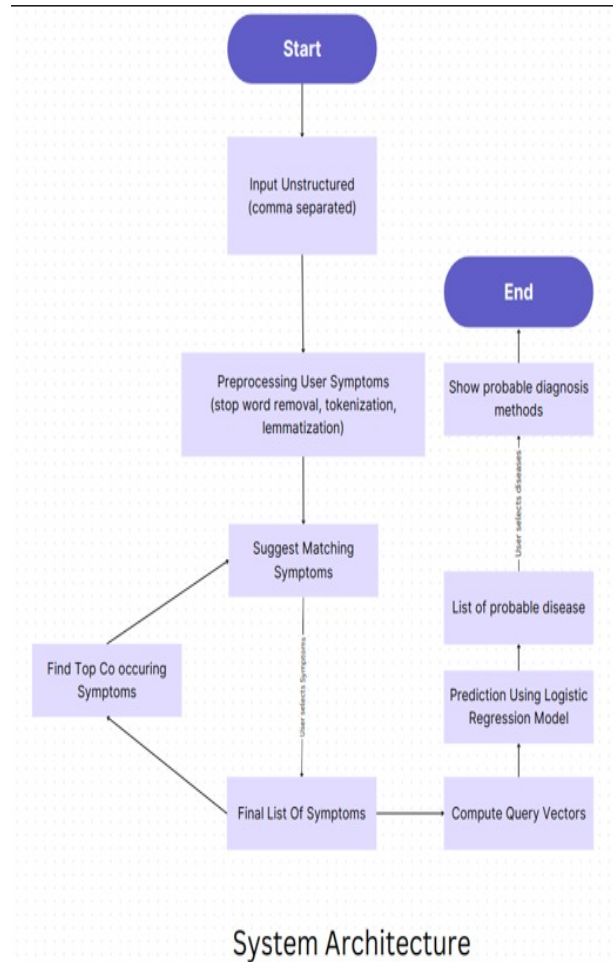 Start
Input Unstructured
(comma separated)
Preprocessing User Symptoms
(stop word removal, tokenization,
lemmatization)
Suggest Matching
Symptoms
User selects Symptoms
Find Top Co occuring
Symptoms
Final List Of Symptoms
Compute Query Vectors
Prediction Using Logistic
Regression Model
List of probable disease
User selects diseases
Show probable diagnosis
methods
End
System Architecture